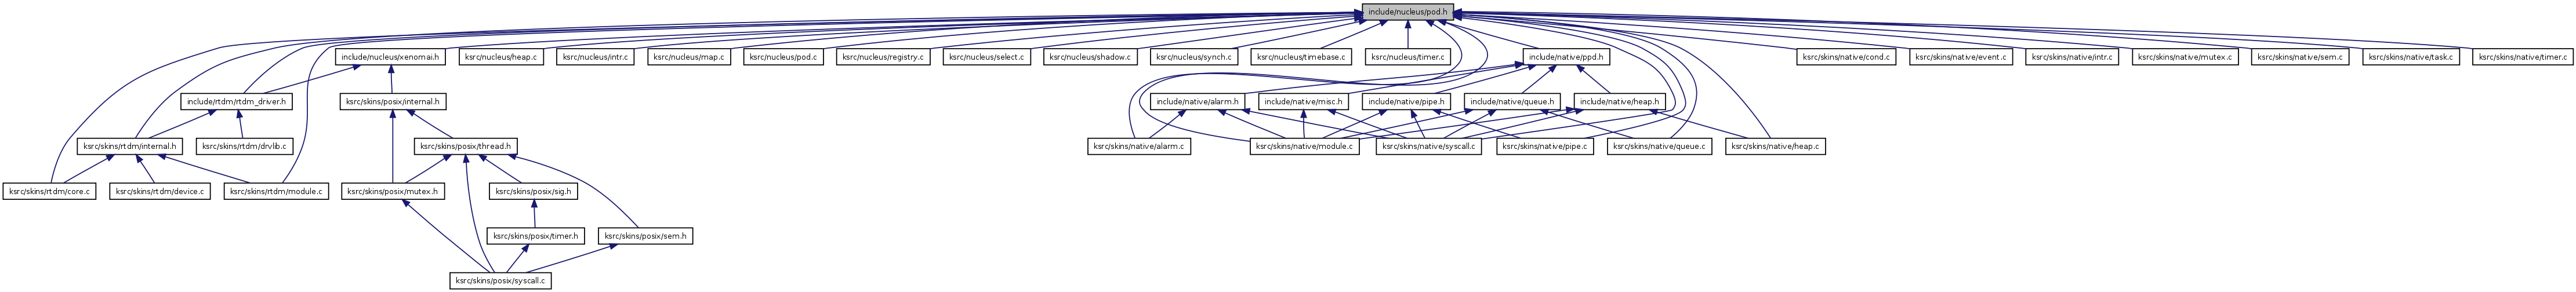 include/nucleus/pod.h
include/nucleus/xenomai.h
ksrc/nucleus/heap.c
ksrc/nucleus/intr.c
ksrc/nucleus/map.c
ksrc/nucleus/pod.c
ksrc/nucleus/registry.c
ksrc/nucleus/select.c
ksrc/nucleus/shadow.c
ksrc/nucleus/synch.c
ksrc/nucleus/timebase.c
ksrc/nucleus/timer.c
include/native/ppd.h
ksrc/skins/native/cond.c
ksrc/skins/native/event.c
ksrc/skins/native/intr.c
ksrc/skins/native/mutex.c
ksrc/skins/native/sem.c
ksrc/skins/native/task.c
ksrc/skins/native/timer.c
include/rtdm/rtdm_driver.h
ksrc/skins/posix/internal.h
include/native/alarm.h
include/native/misc.h
include/native/pipe.h
include/native/queue.h
include/native/heap.h
ksrc/skins/rtdm/internal.h
ksrc/skins/rtdm/drvlib.c
ksrc/skins/posix/thread.h
ksrc/skins/native/alarm.c
ksrc/skins/native/module.c
ksrc/skins/native/syscall.c
ksrc/skins/native/pipe.c
ksrc/skins/native/queue.c
ksrc/skins/native/heap.c
ksrc/skins/rtdm/core.c
ksrc/skins/rtdm/device.c
ksrc/skins/rtdm/module.c
ksrc/skins/posix/mutex.h
ksrc/skins/posix/sig.h
ksrc/skins/posix/timer.h
ksrc/skins/posix/sem.h
ksrc/skins/posix/syscall.c